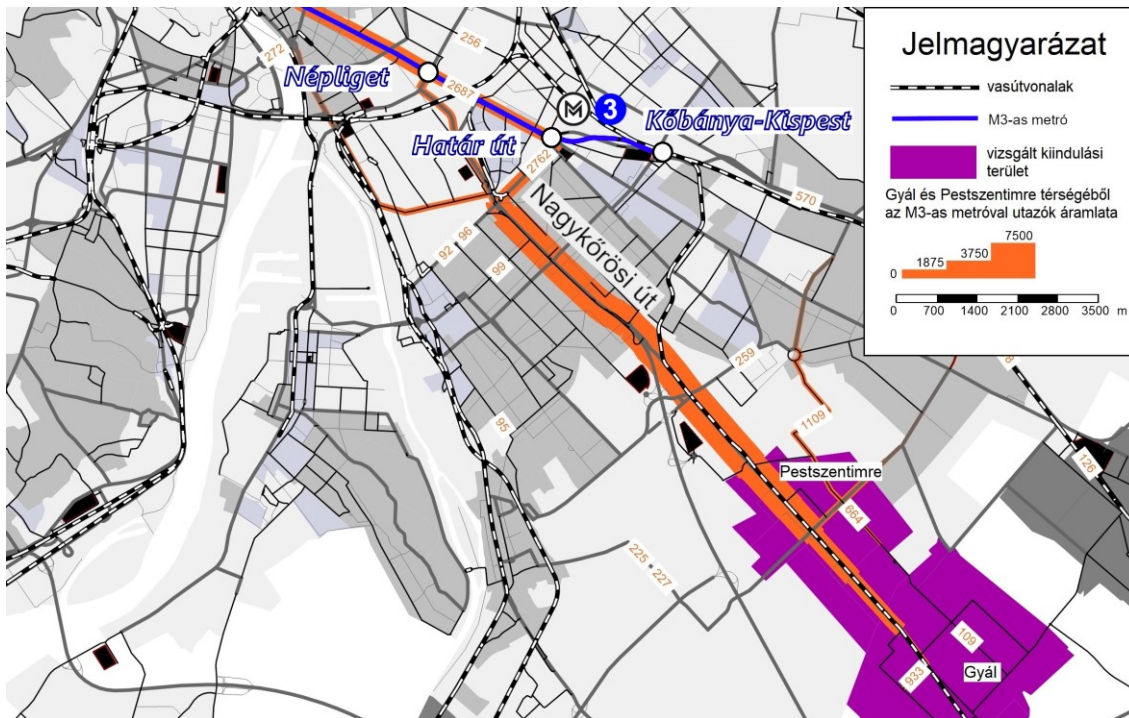 Jelmagyarázat
vasútvonalak
M3-as metró
vizsgált kiindulási
terület
Gyál és Pestszentimre térségéből
az M3-as metróval utazók áramlata
7500
3750
1875
0
0 700 1400 2100 2800 3500 m
272
256
Népliget
2687
M 3
Kőbánya-Kispest
Határ út
2762
570
Nagykőrösi út
92 96
99
259
95
1109
Pestszentimre
126
664
225 227
109
Gyál
933